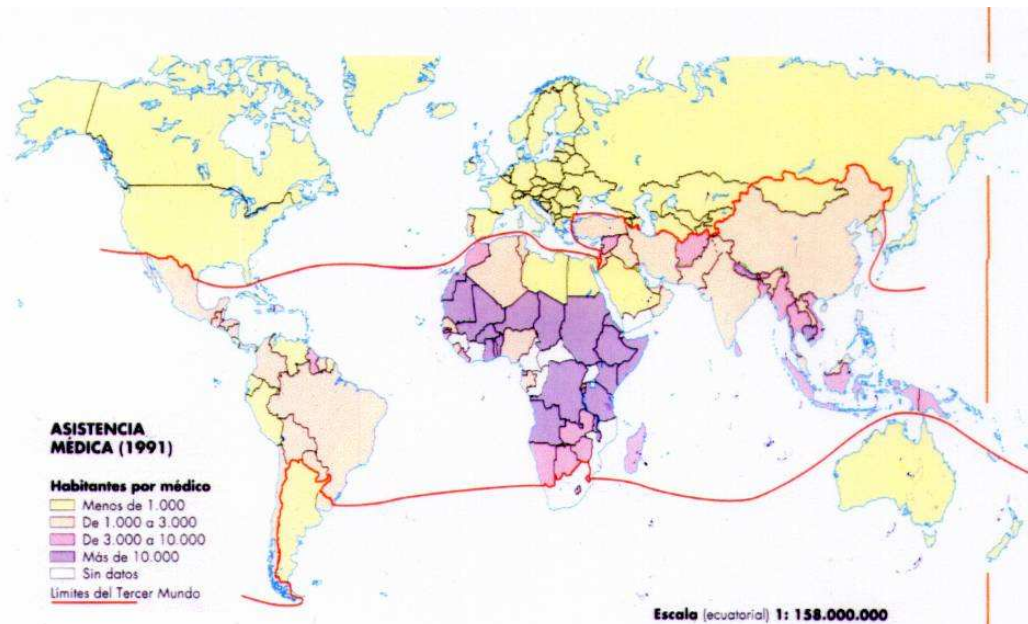 ASISTENCIA
MÉDICA (1991)
Habitantes por médico
Menos de 1.000
De 1.000 a 3.000
De 3.000 a 10.000
Más de 10.000
Sin datos
Límites del Tercer Mundo
Escala (ecuatorial) 1: 158.000.000